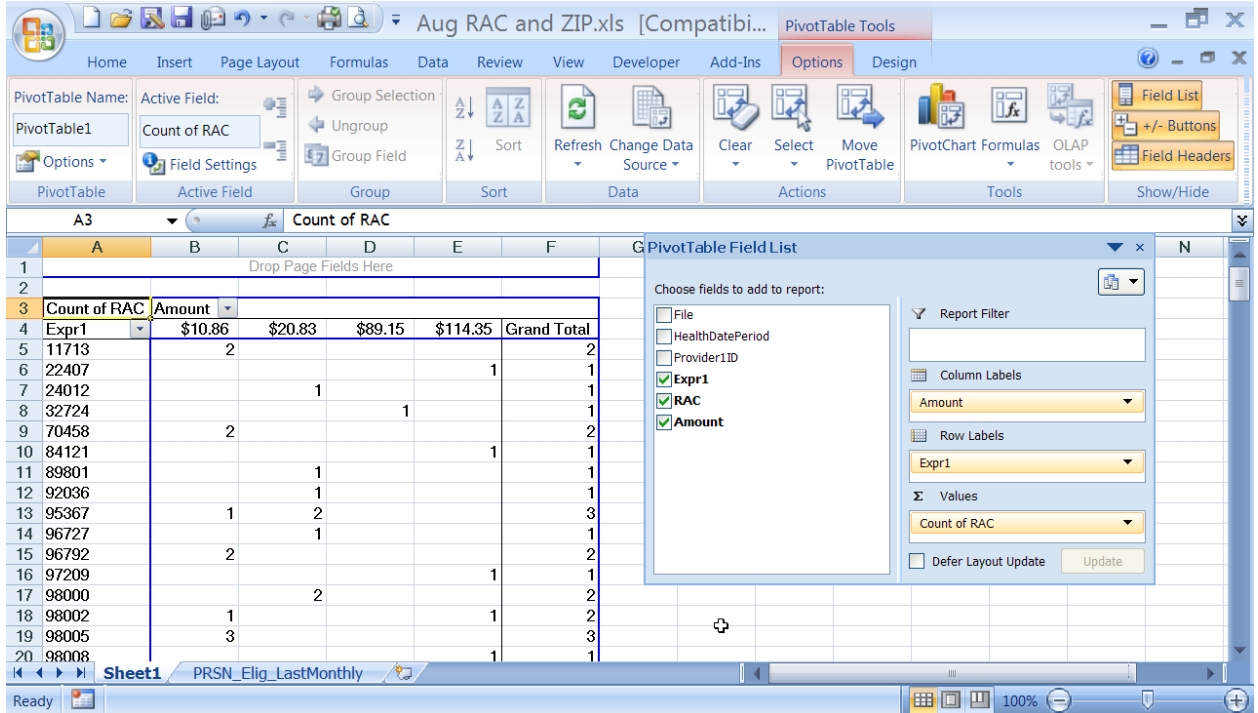 Aug RAC and ZIP.xls [Compatibi... PivotTable Tools
Home Insert Page Layout Formulas Data Review View Developer Add-Ins Options Design
PivotTable Name:
PivotTable1
Options
PivotTable
Active Field:
Count of RAC
Field Settings
Active Field
Group Selection
Ungroup
Group Field
Group
Sort
Sort
Refresh
Change Data
Source
Data
Clear
Select
Move
PivotTable
Actions
PivotChart
Formulas
OLAP
tools
Tools
Field List
+/- Buttons
Field Headers
Show/Hide
A3 fx Count of RAC
A B C D E F G N
1 Drop Page Fields Here
2
3 Count of RAC Amount
4 Expr1 $10.86 $20.83 $89.15 $114.35 Grand Total
5 11713 2 2
6 22407 1 1
7 24012 1 1
8 32724 1 1
9 70458 2 2
10 84121 1 1
11 89801 1 1
12 92036 1 1
13 95367 1 2 3
14 96727 1 1
15 96792 2 2
16 97209 1 1
17 98000 2 2
18 98002 1 1 2
19 98005 3 3
20 98008 1 1
PivotTable Field List
Choose fields to add to report:
File
HealthDatePeriod
Provider1ID
Expr1
RAC
Amount
Report Filter
Column Labels
Amount
Row Labels
Expr1
Σ Values
Count of RAC
Defer Layout Update Update
Sheet1 PRSN_Elig_LastMonthly
Ready 100%